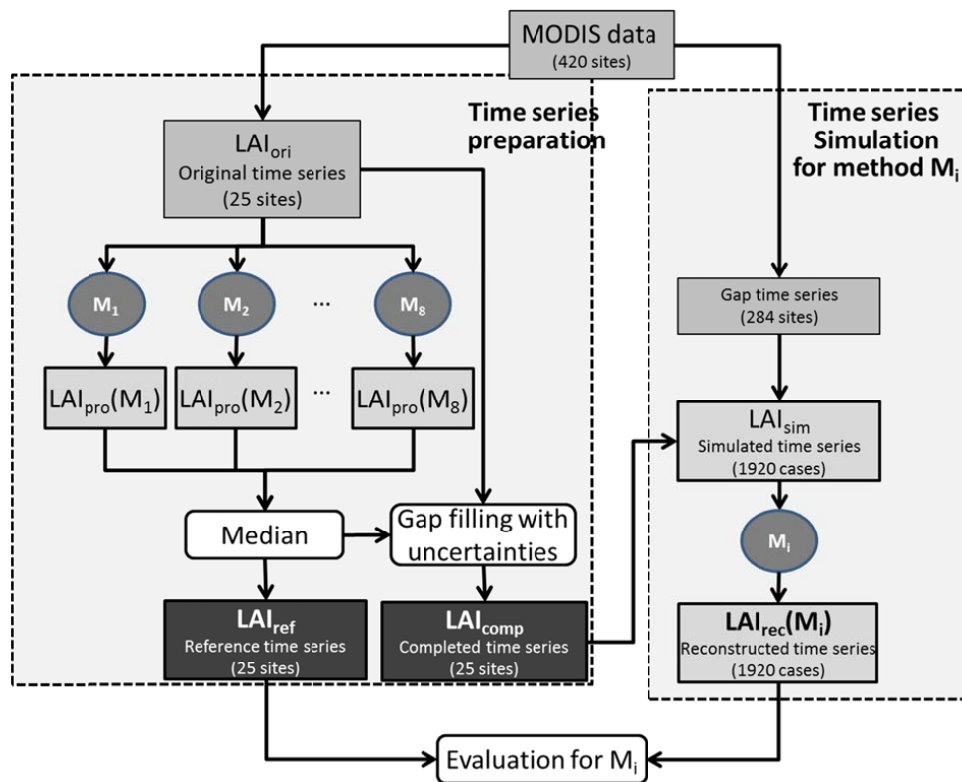 MODIS data
(420 sites)
Time series
preparation
LAIori
Original time series
(25 sites)
M1
M2
...
M8
LAIpro(M1)
LAIpro(M2)
...
LAIpro(M8)
Median
Gap filling with
uncertainties
LAIref
Reference time series
(25 sites)
LAIcomp
Completed time series
(25 sites)
Time series
Simulation
for method Mi
Gap time series
(284 sites)
LAIsim
Simulated time series
(1920 cases)
Mi
LAIrec(Mi)
Reconstructed time series
(1920 cases)
Evaluation for Mi